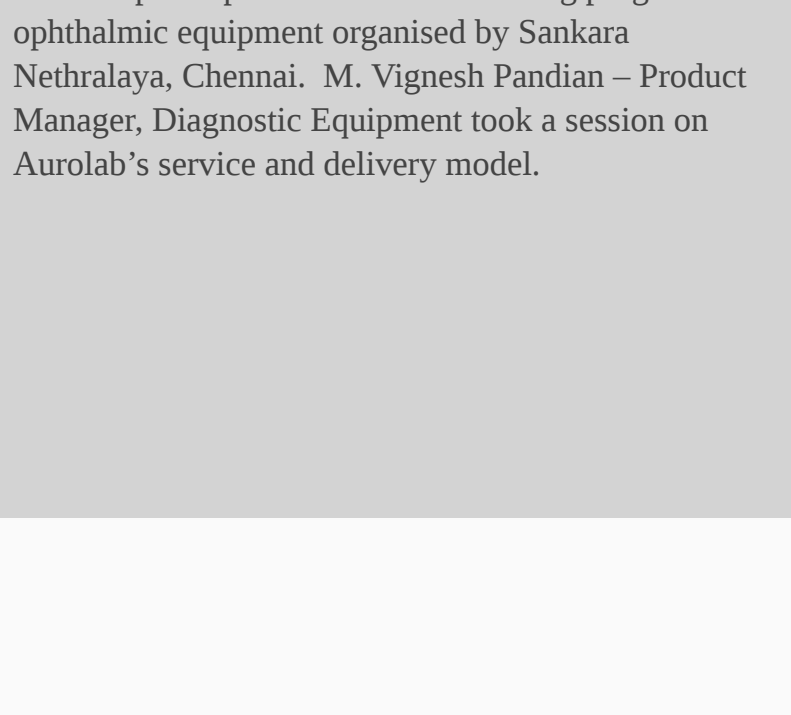 ophthalmic equipment organised by Sankara
Nethralaya, Chennai.  M. Vignesh Pandian – Product
Manager, Diagnostic Equipment took a session on
Aurolab’s service and delivery model.